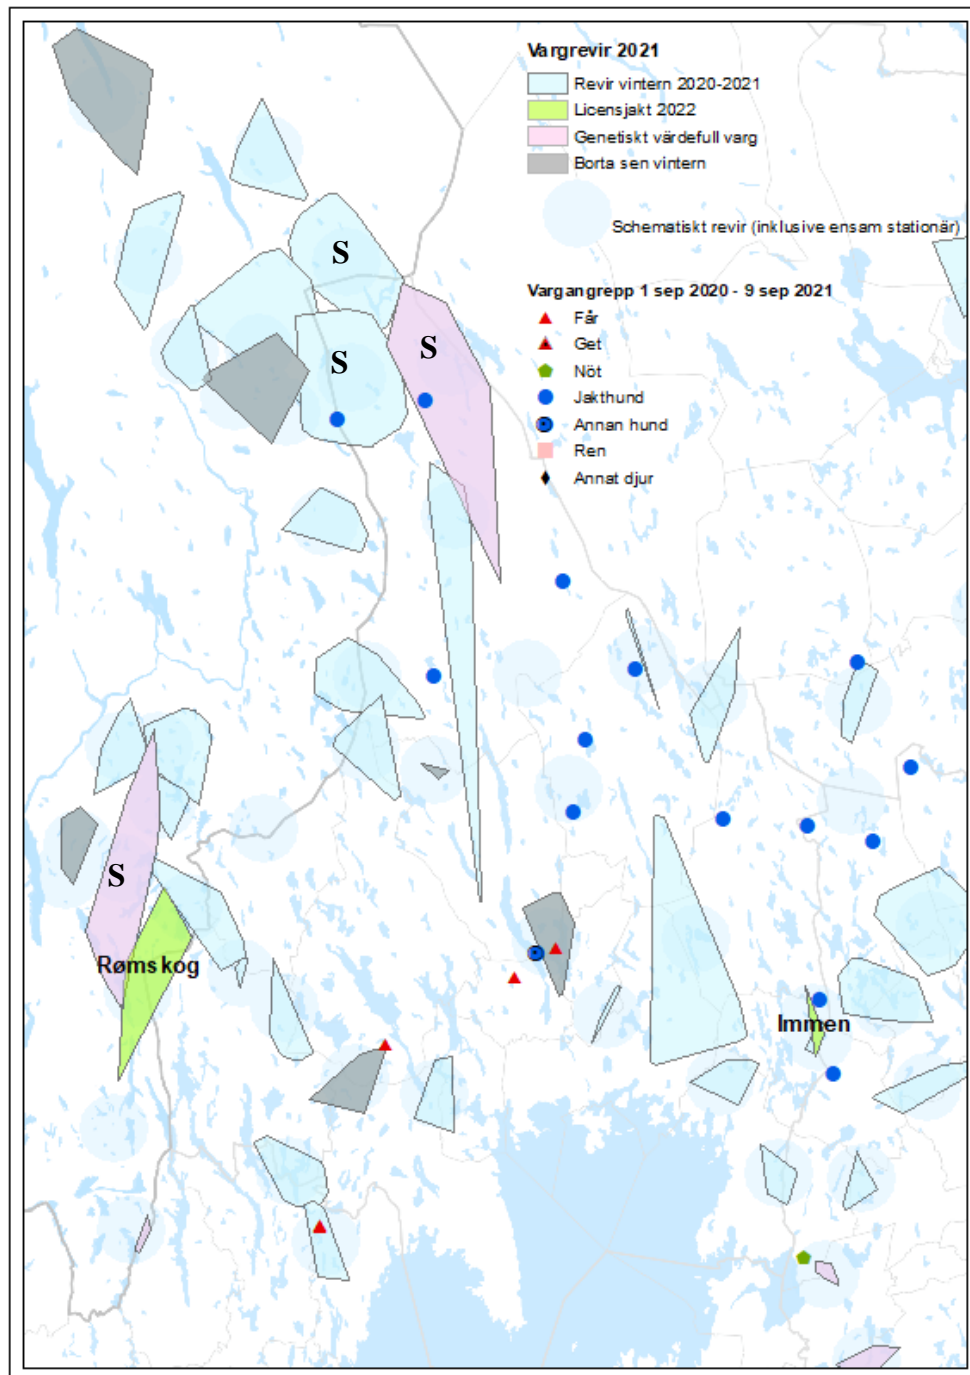 Vargrevir 2021
Revir vintern 2020-2021
Licensjakt 2022
Genetiskt värdefull varg
Borta sen vintern
Schematiskt revir (inklusive ensam stationär)
Vargangrepp 1 sep 2020 - 9 sep 2021
Får
Get
Nöt
Jakthund
Annan hund
Ren
Annat djur
S
S
S
S
Rømskog
Immen